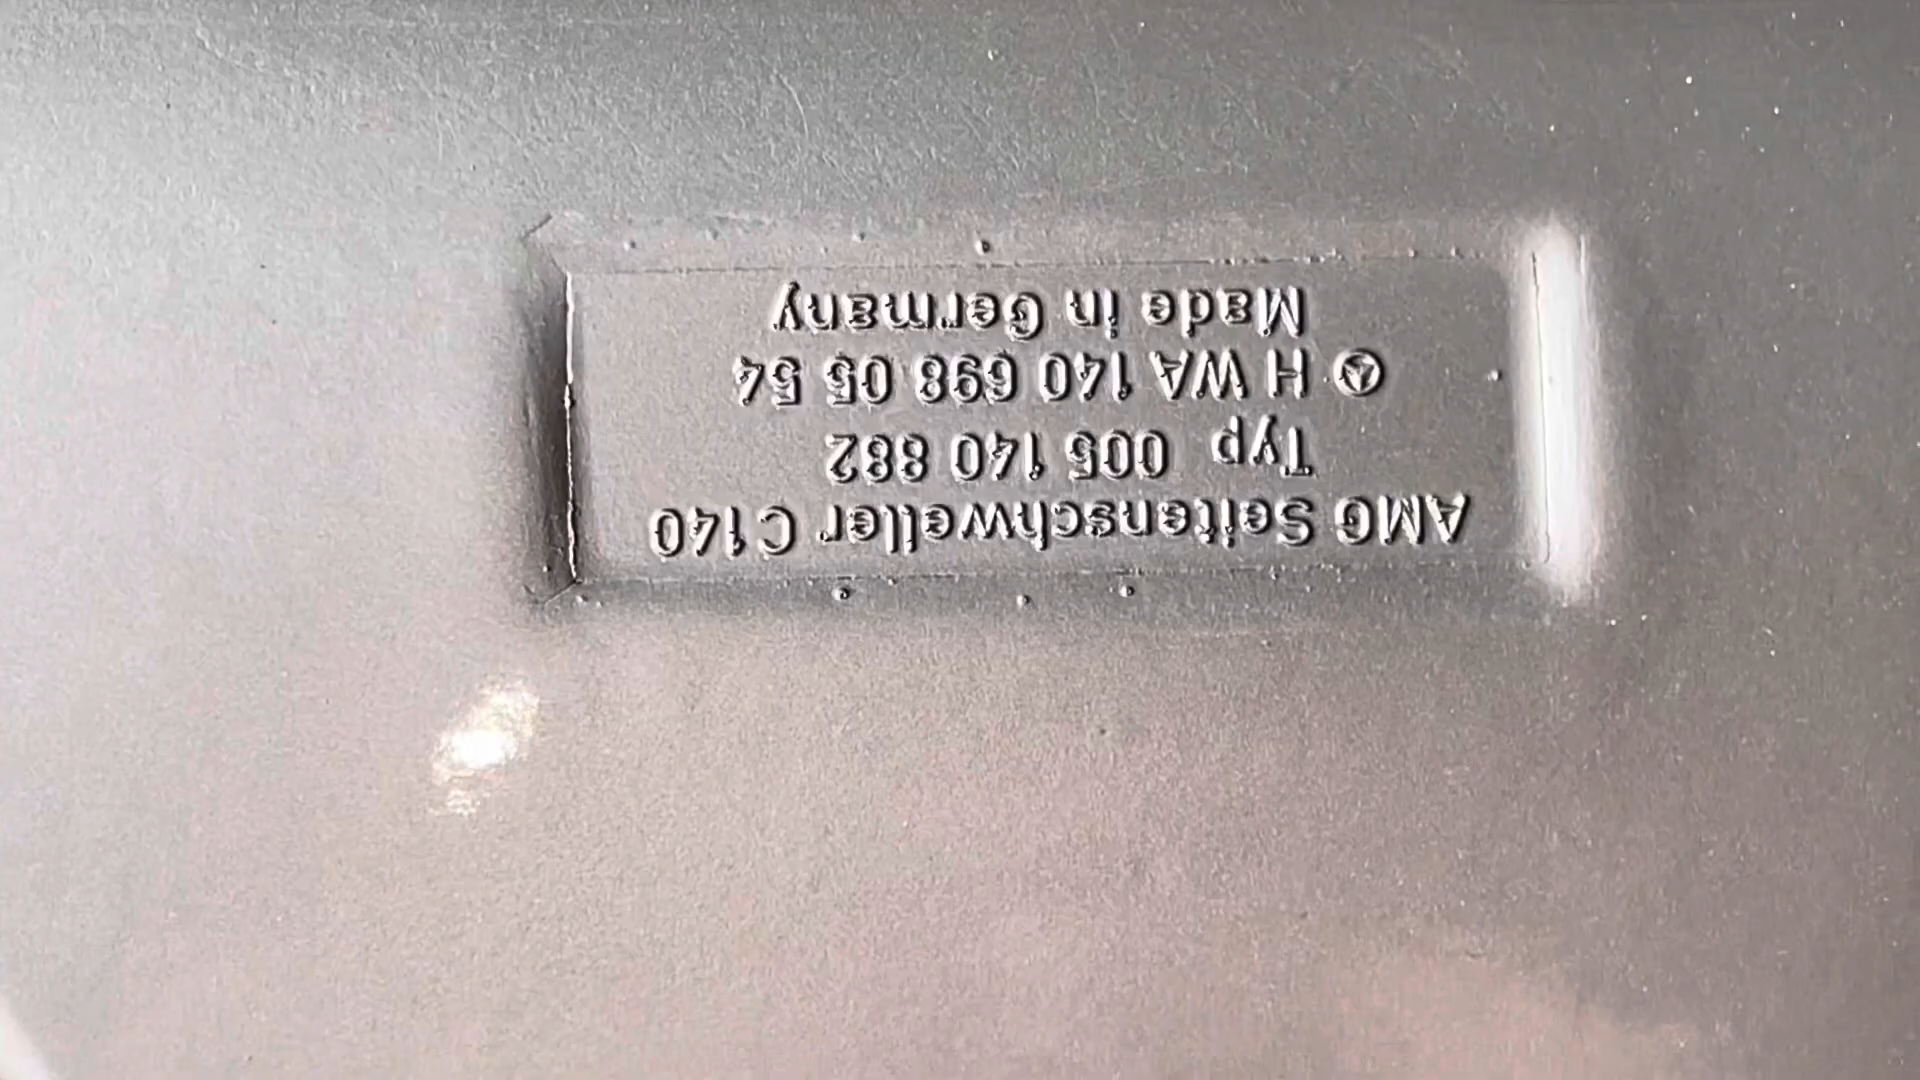 AMG Seitenschweller C140
Typ 005 140 882
H WA 140 698 05 54
Made in Germany